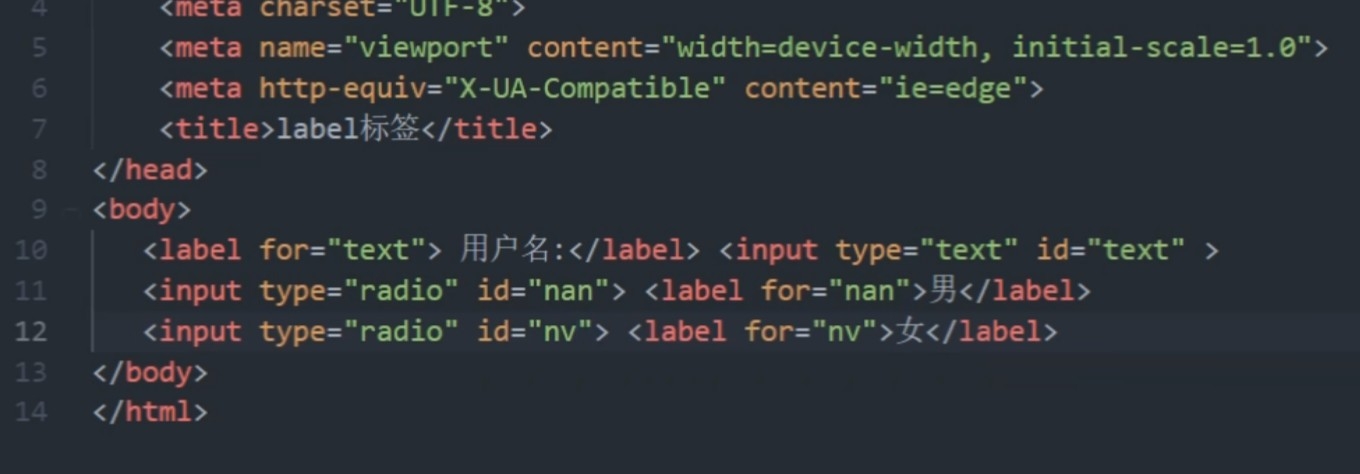 4 <meta charset="UTF-8">
5 <meta name="viewport" content="width=device-width, initial-scale=1.0">
6 <meta http-equiv="X-UA-Compatible" content="ie=edge">
7 <title>label标签</title>
8 </head>
9 <body>
10 <label for="text"> 用户名:</label> <input type="text" id="text" >
11 <input type="radio" id="nan"> <label for="nan">男</label>
12 <input type="radio" id="nv"> <label for="nv">女</label>
13 </body>
14 </html>